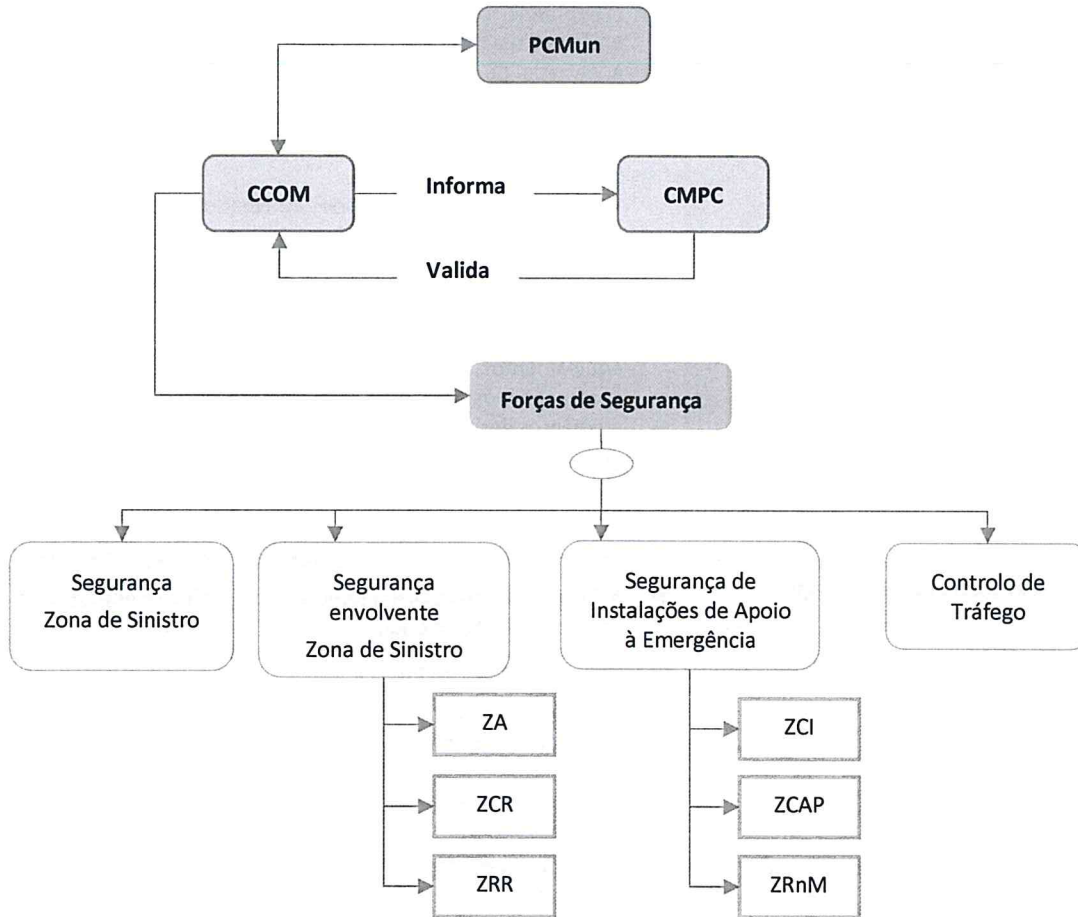 PCMun
CCOM
Informa
CMPC
Valida
Forças de Segurança
Segurança
Zona de Sinistro
Segurança
envolvente
Zona de Sinistro
Segurança de
Instalações de Apoio
à Emergência
Controlo de
Tráfego
ZA
ZCR
ZRR
ZCI
ZCAP
ZRnM